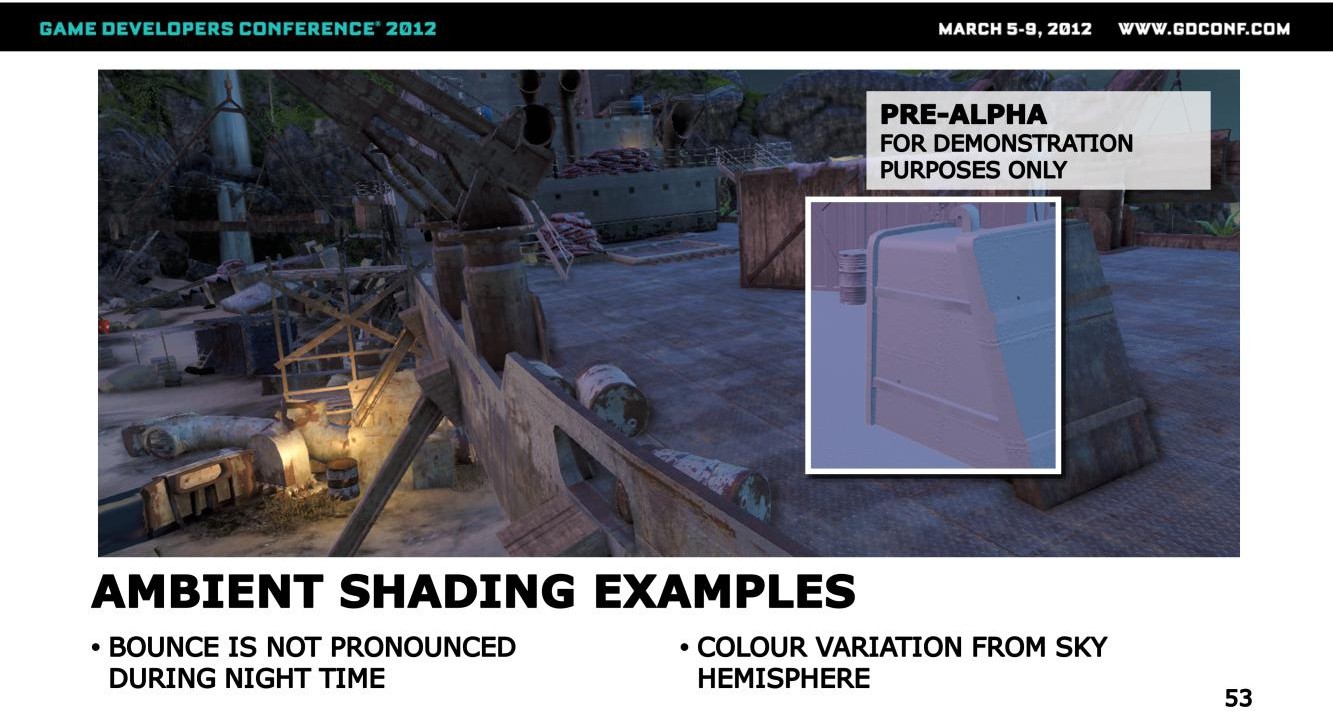 GAME DEVELOPERS CONFERENCE® 2012
MARCH 5-9, 2012 WWW.GDCONF.COM
PRE-ALPHA
FOR DEMONSTRATION
PURPOSES ONLY
AMBIENT SHADING EXAMPLES
• BOUNCE IS NOT PRONOUNCED
DURING NIGHT TIME
• COLOUR VARIATION FROM SKY
HEMISPHERE
53